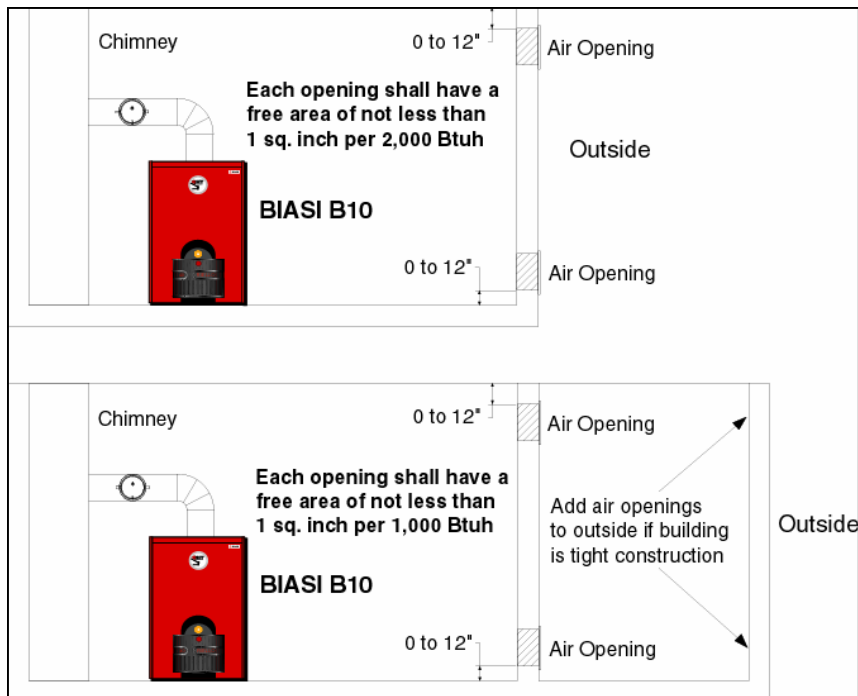 Chimney
0 to 12"
Air Opening
Each opening shall have a
free area of not less than
1 sq. inch per 2,000 Btuh
Outside
BIASI B10
0 to 12"
Air Opening
Chimney
0 to 12"
Air Opening
Each opening shall have a
free area of not less than
1 sq. inch per 1,000 Btuh
Add air openings
to outside if building
is tight construction
Outside
BIASI B10
0 to 12"
Air Opening